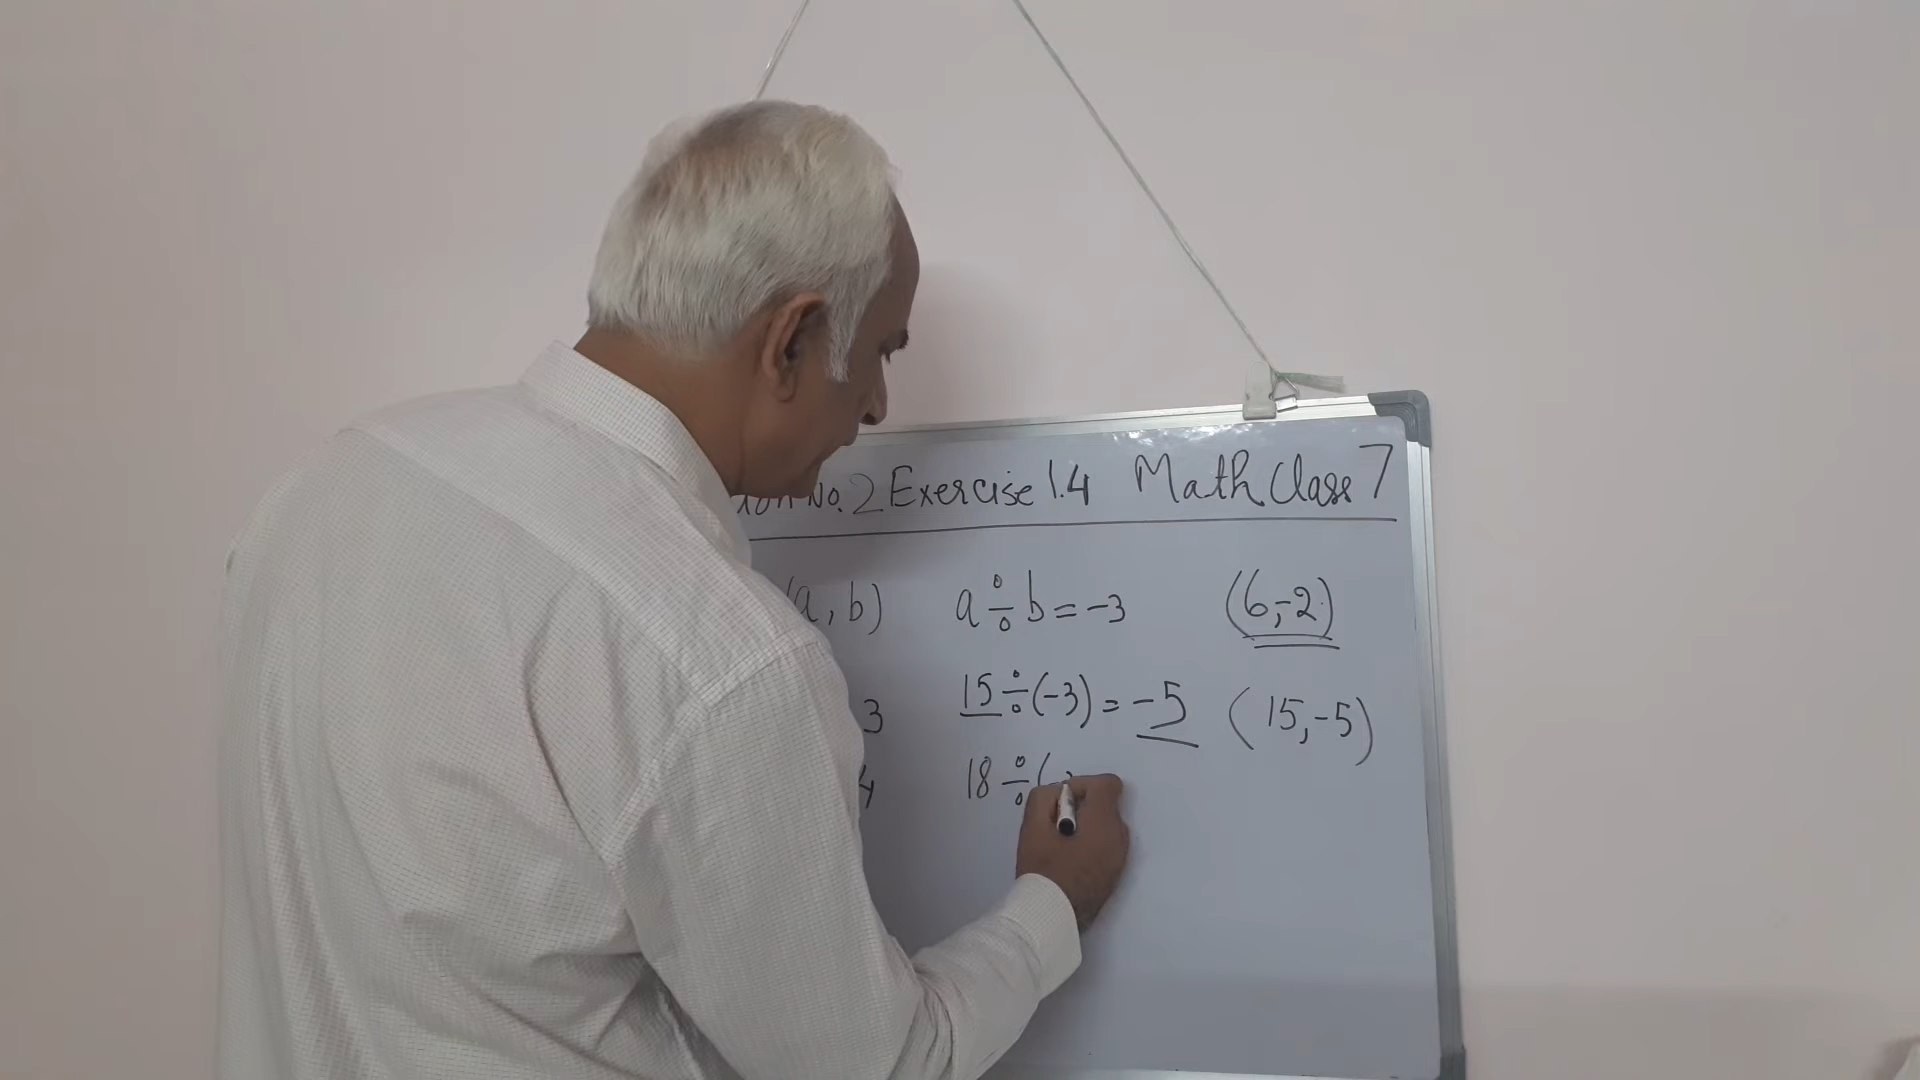 No. 2 Exercise 1.4 Math Class 7
(a, b) a ÷ b = -3 (6, -2)
3 15 ÷ (-3) = -5 (15, -5)
4 18 ÷ (-